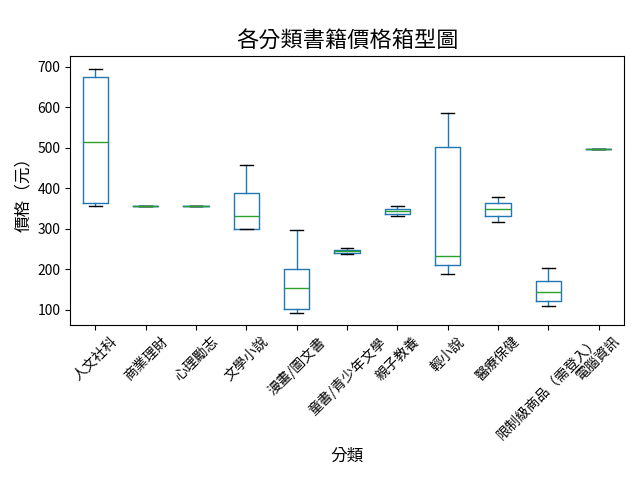 各分類書籍價格箱型圖
價格（元）
700
600
500
400
300
200
100
人文社科
商業理財
心理勵志
文學小說
漫畫/圖文書
童書/青少年文學
親子教養
輕小說
醫療保健
限制級商品（需登入）
電腦資訊
分類